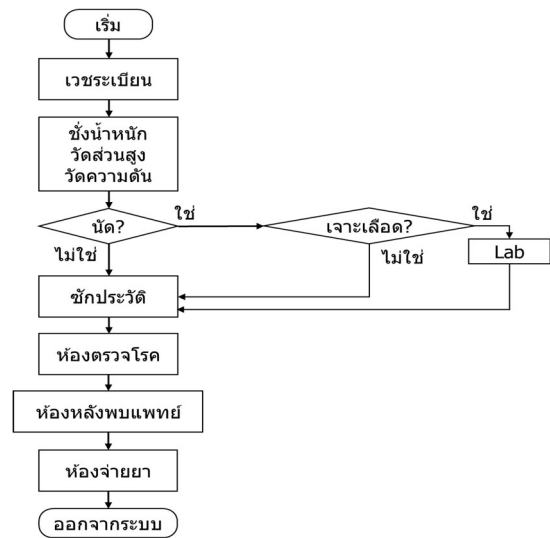 เริ่ม
เวชระเบียน
ชั่งน้ำหนัก
วัดส่วนสูง
วัดความดัน
นัด?
ใช่
เจาะเลือด?
ใช่
ไม่ใช่
ไม่ใช่
Lab
ซักประวัติ
ห้องตรวจโรค
ห้องหลังพบแพทย์
ห้องจ่ายยา
ออกจากระบบ